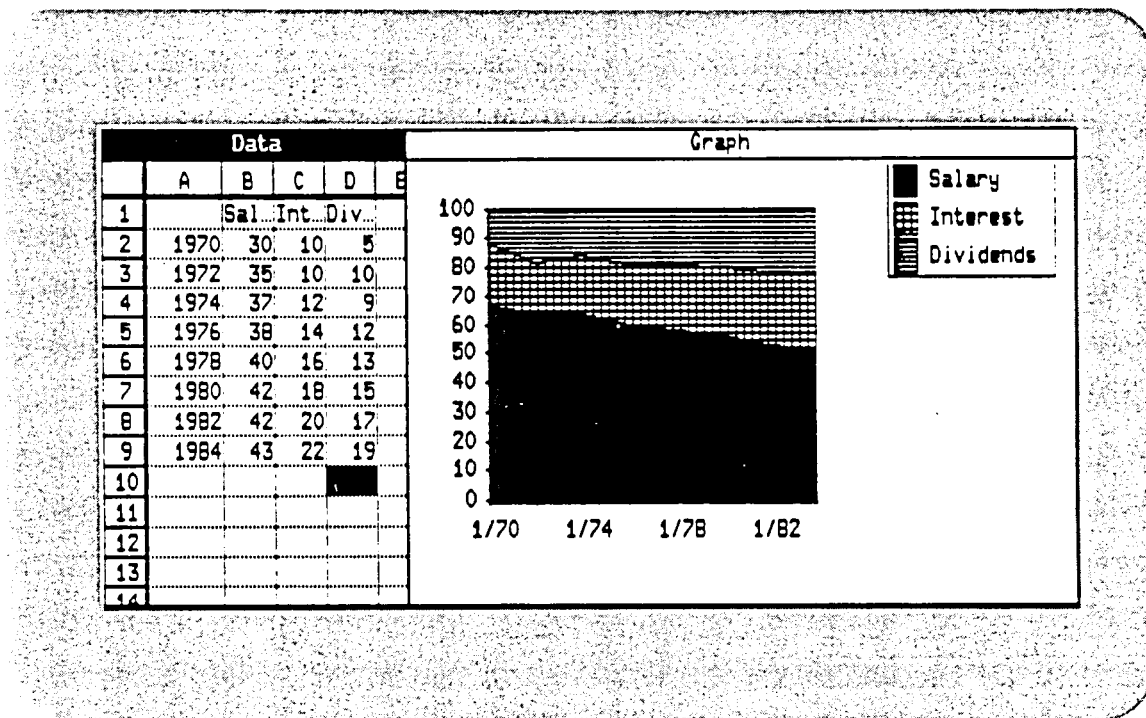 Data
A B C D E
1 Sal... Int... Div...
2 1970 30 10 5
3 1972 35 10 10
4 1974 37 12 9
5 1976 38 14 12
6 1978 40 16 13
7 1980 42 18 15
8 1982 42 20 17
9 1984 43 22 19
10
11
12
13
14
Graph
Salary
Interest
Dividends
100
90
80
70
60
50
40
30
20
10
0
1/70 1/74 1/78 1/82